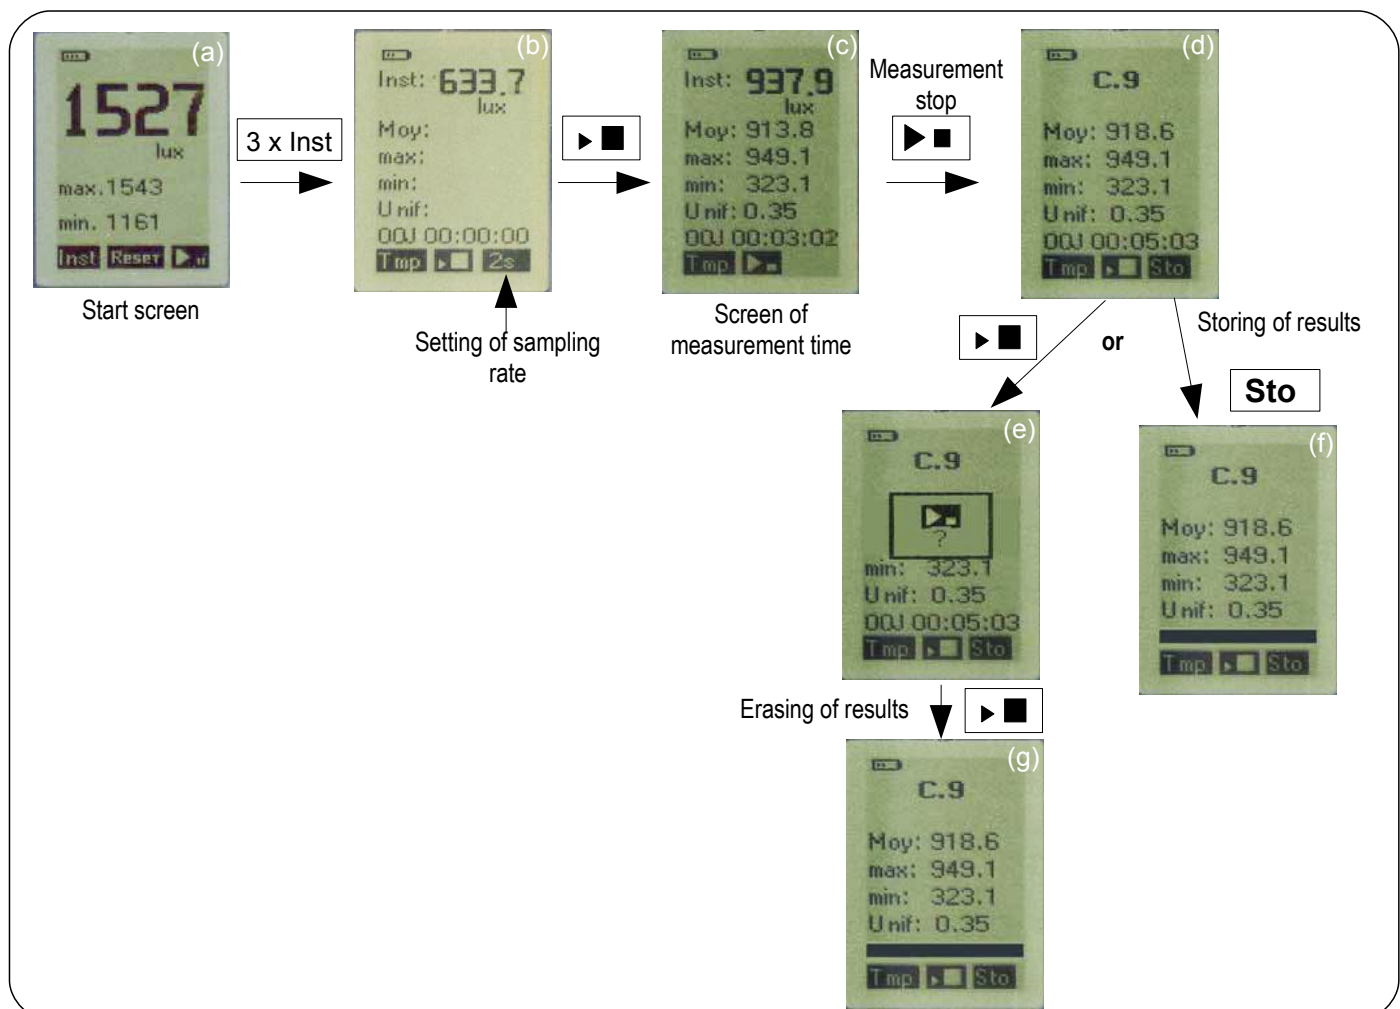 (a)
1527
lux
max.1543
min. 1161
Inst Reset
Start screen
3 x Inst
(b)
Inst: 633.7
lux
Moy:
max:
min:
Unif:
00J 00:00:00
Tmp 2s
Setting of sampling
rate
(c)
Inst: 937.9
lux
Moy: 913.8
max: 949.1
min: 323.1
Unif: 0.35
00J 00:03:02
Tmp
Screen of
measurement time
Measurement
stop
(d)
C.9
Moy: 918.6
max: 949.1
min: 323.1
Unif: 0.35
00J 00:05:03
Tmp Sto
or
Storing of results
Sto
(e)
C.9
?
min: 323.1
Unif: 0.35
00J 00:05:03
Tmp Sto
(f)
C.9
Moy: 918.6
max: 949.1
min: 323.1
Unif: 0.35
Tmp Sto
Erasing of results
(g)
C.9
Moy: 918.6
max: 949.1
min: 323.1
Unif: 0.35
Tmp Sto